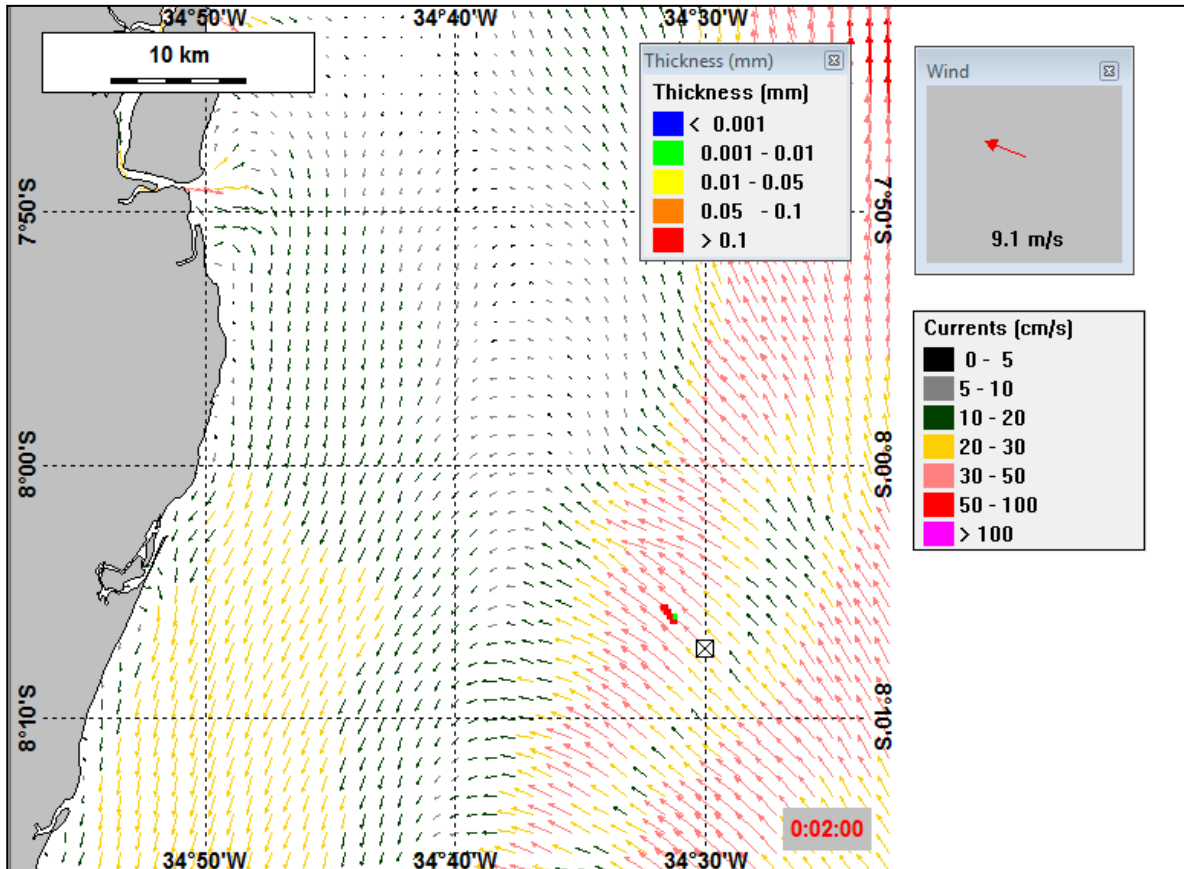 34°50'W
34°40'W
34°30'W
10 km
Thickness (mm)
Thickness (mm)
< 0.001
0.001 - 0.01
0.01 - 0.05
0.05 - 0.1
> 0.1
Wind
9.1 m/s
7°50'S
7°50'S
Currents (cm/s)
0 - 5
5 - 10
10 - 20
20 - 30
30 - 50
50 - 100
> 100
8°00'S
8°00'S
8°10'S
8°10'S
0:02:00
34°50'W
34°40'W
34°30'W